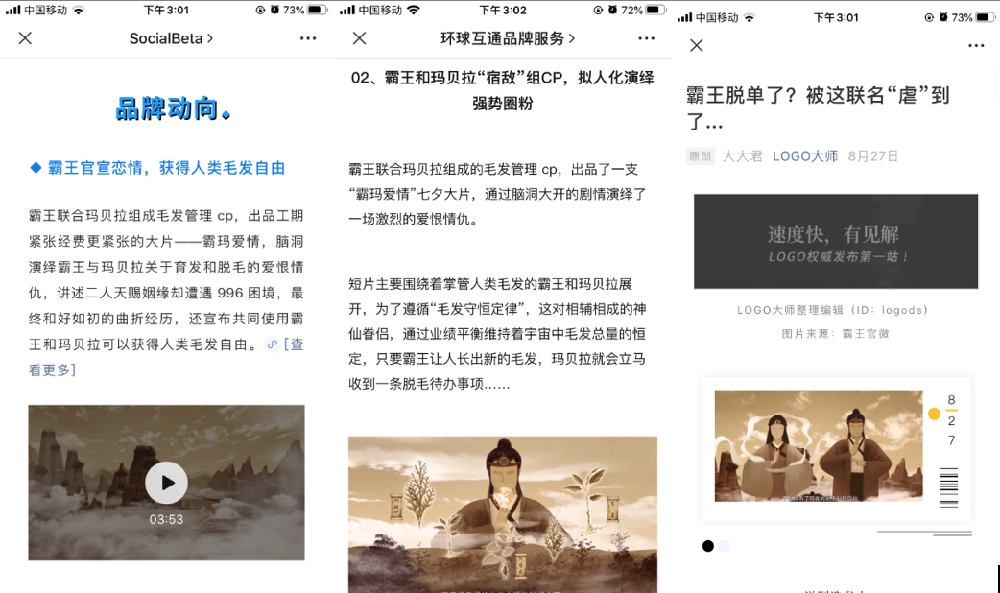 中国移动 下午3:01 73%
SocialBeta
品牌动向。
霸王官宣恋情，获得人类毛发自由
霸王联合玛贝拉组成毛发管理 cp，出品工期
紧张经费更紧张的大片——霸玛爱情，脑洞
演绎霸王与玛贝拉关于育发和脱毛的爱恨情
仇，讲述二人天赐姻缘却遭遇 996 困境，最
终和好如初的曲折经历，还宣布共同使用霸
王和玛贝拉可以获得人类毛发自由。[查
看更多]
03:53
中国移动 下午3:02 72%
环球互通品牌服务
02、霸王和玛贝拉“宿敌”组CP，拟人化演绎
强势圈粉
霸王联合玛贝拉组成的毛发管理 cp，出品了一支
“霸玛爱情”七夕大片，通过脑洞大开的剧情演绎了
一场激烈的爱恨情仇。
短片主要围绕着掌管人类毛发的霸王和玛贝拉展
开，为了遵循“毛发守恒定律”，这对相辅相成的神
仙眷侣，通过业绩平衡维持着宇宙中毛发总量的恒
定，只要霸王让人长出新的毛发，玛贝拉就会立马
收到一条脱毛待办事项……
中国移动 下午3:01 73%
霸王脱单了？被这联名“虐”到
了...
原创 大大君 LOGO大师 8月27日
速度快，有见解
LOGO权威发布第一站！
LOGO大师整理编辑（ID：logods）
图片来源：霸王官微
8
2
7